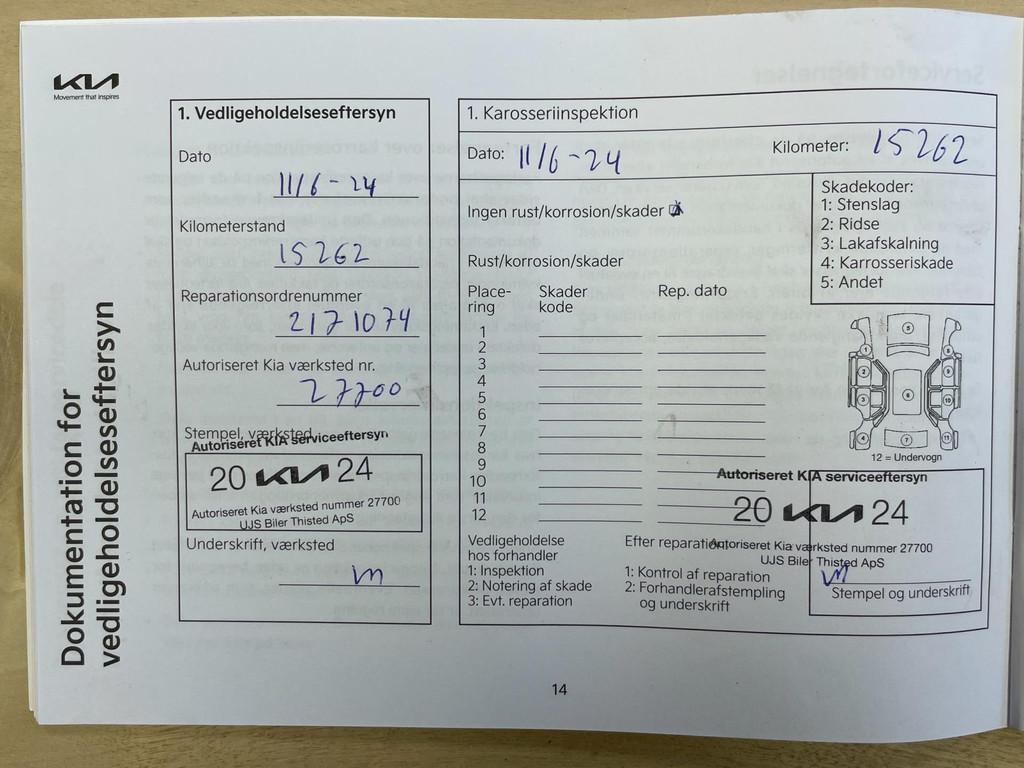 KIA
Movement that inspires
Dokumentation for
vedligeholdelseseftersyn
1. Vedligeholdelseseftersyn
Dato
11/6-24
Kilometerstand
15262
Reparationsordrenummer
2171074
Autoriseret Kia værksted nr.
27700
Stempel, værksted
Autoriseret KIA serviceeftersyn
20 KIA 24
Autoriseret Kia værksted nummer 27700
UJS Biler Thisted ApS
Underskrift, værksted
1. Karosseriinspektion
Dato: 11/6-24 Kilometer: 15262
Ingen rust/korrosion/skader
Rust/korrosion/skader
Place-
ring
Skader
kode
Rep. dato
1
2
3
4
5
6
7
8
9
10
11
12
Skadekoder:
1: Stenslag
2: Ridse
3: Lakafskalning
4: Karrosseriskade
5: Andet
12 = Undervogn
Autoriseret KIA serviceeftersyn
20 KIA 24
Autoriseret Kia værksted nummer 27700
UJS Biler Thisted ApS
Stempel og underskrift
Vedligeholdelse
hos forhandler
1: Inspektion
2: Notering af skade
3: Evt. reparation
Efter reparation
1: Kontrol af reparation
2: Forhandlerafstempling
og underskrift
14